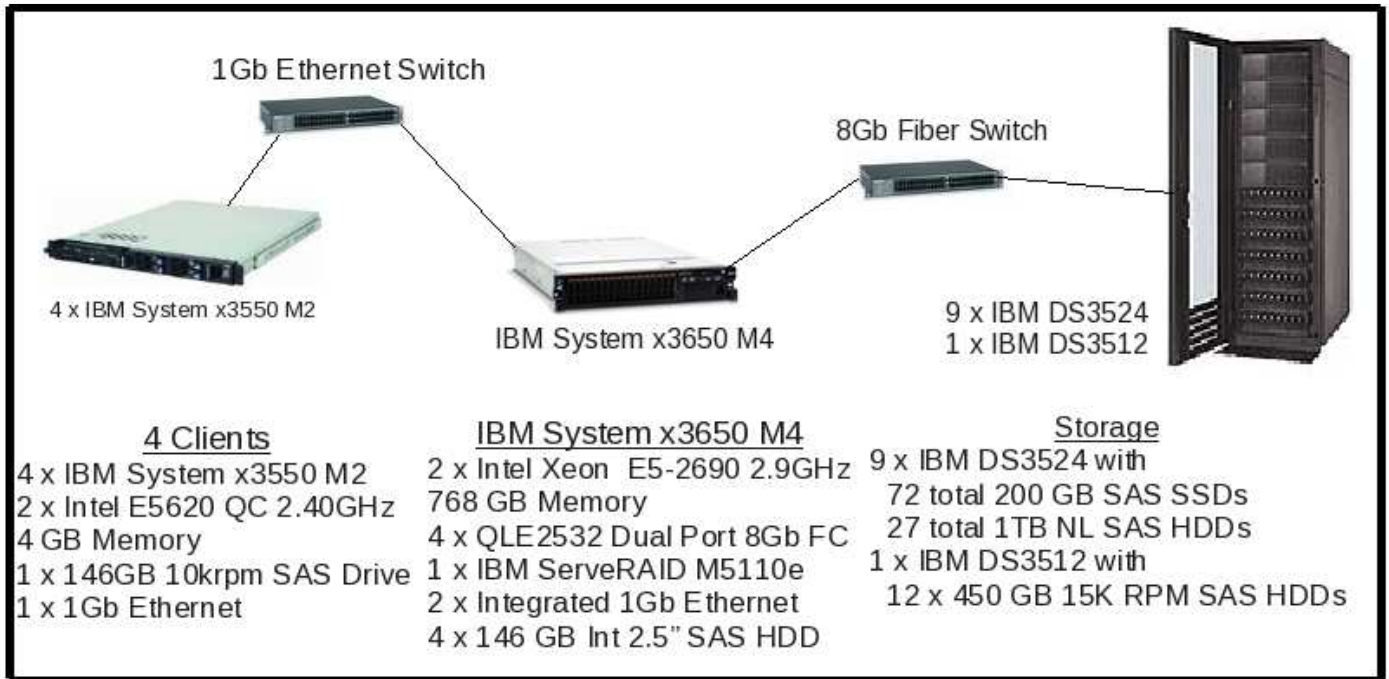 1Gb Ethernet Switch
8Gb Fiber Switch
4 x IBM System x3550 M2
IBM System x3650 M4
9 x IBM DS3524
1 x IBM DS3512
4 Clients
4 x IBM System x3550 M2
2 x Intel E5620 QC 2.40GHz
4 GB Memory
1 x 146GB 10krpm SAS Drive
1 x 1Gb Ethernet
IBM System x3650 M4
2 x Intel Xeon E5-2690 2.9GHz
768 GB Memory
4 x QLE2532 Dual Port 8Gb FC
1 x IBM ServeRAID M5110e
2 x Integrated 1Gb Ethernet
4 x 146 GB Int 2.5” SAS HDD
Storage
9 x IBM DS3524 with
72 total 200 GB SAS SSDs
27 total 1TB NL SAS HDDs
1 x IBM DS3512 with
12 x 450 GB 15K RPM SAS HDDs